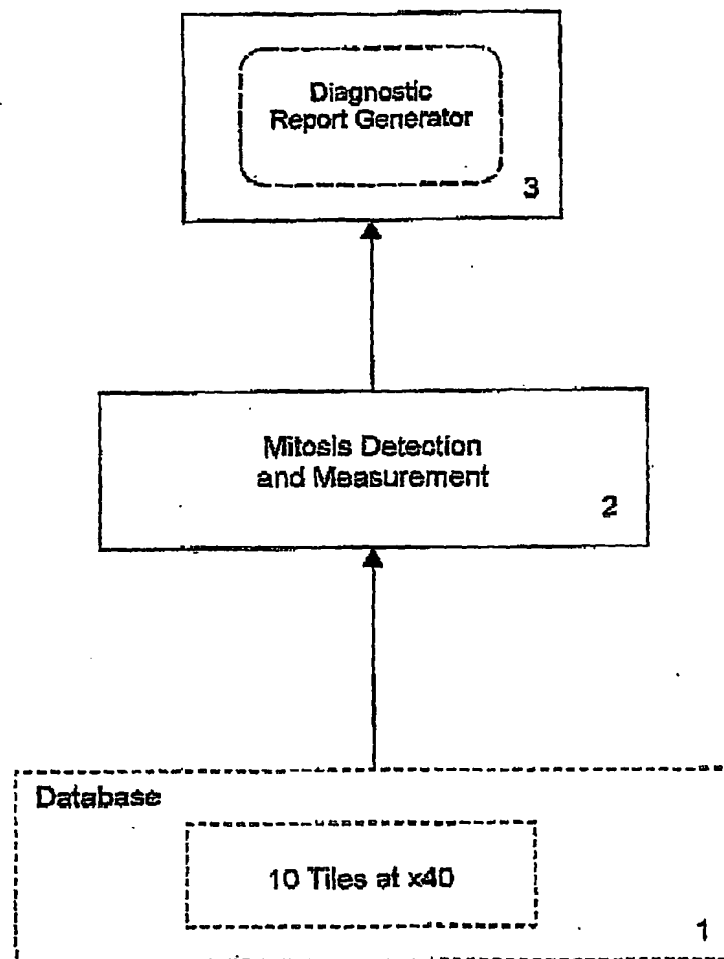 Diagnostic
Report Generator
3
Mitosis Detection
and Measurement
2
Database
10 Tiles at x40
1